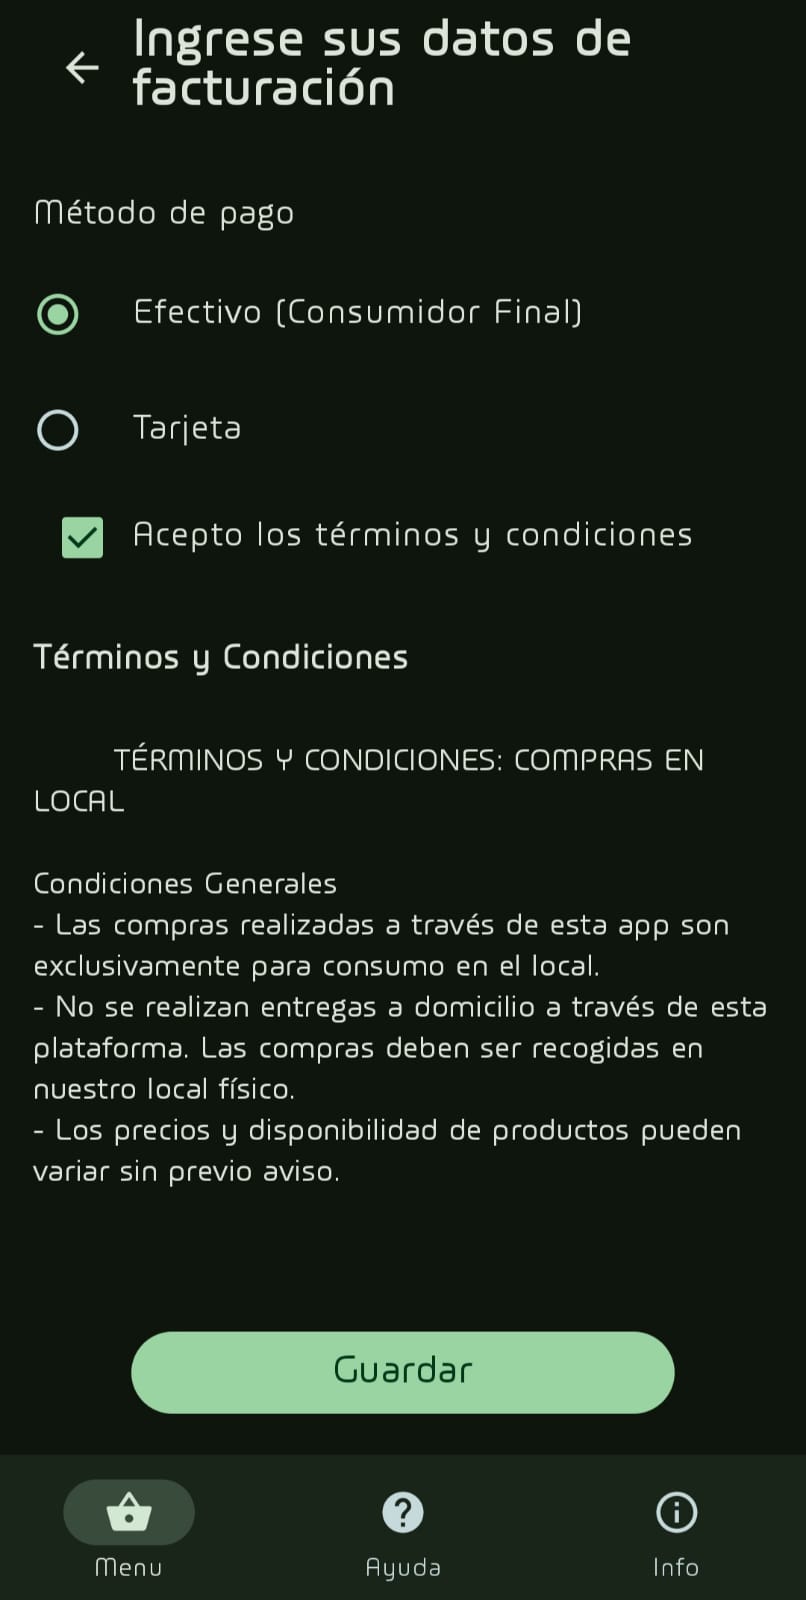 Ingrese sus datos de
facturación
Método de pago
Efectivo (Consumidor Final)
Tarjeta
Acepto los términos y condiciones
Términos y Condiciones
TÉRMINOS Y CONDICIONES: COMPRAS EN
LOCAL
Condiciones Generales
- Las compras realizadas a través de esta app son
exclusivamente para consumo en el local.
- No se realizan entregas a domicilio a través de esta
plataforma. Las compras deben ser recogidas en
nuestro local físico.
- Los precios y disponibilidad de productos pueden
variar sin previo aviso.
Guardar
Menu
Ayuda
Info